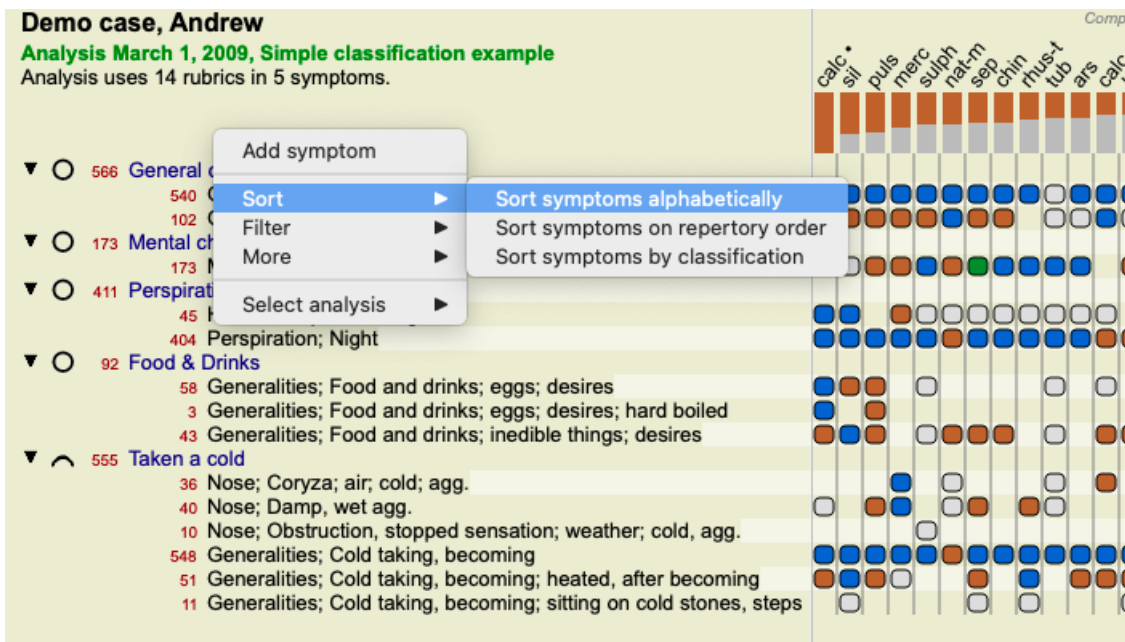 Demo case, Andrew
Comp
Analysis March 1, 2009, Simple classification example
Analysis uses 14 rubrics in 5 symptoms.
calc • sil puls merc sulph nat-m sep chin rhus-t tub ars calc
Add symptom
566 General
540
Sort
Sort symptoms alphabetically
102
Filter
Sort symptoms on repertory order
173 Mental ch
More
Sort symptoms by classification
173
411 Perspirati
Select analysis
45
404 Perspiration; Night
92 Food & Drinks
58 Generalities; Food and drinks; eggs; desires
3 Generalities; Food and drinks; eggs; desires; hard boiled
43 Generalities; Food and drinks; inedible things; desires
555 Taken a cold
36 Nose; Coryza; air; cold; agg.
40 Nose; Damp, wet agg.
10 Nose; Obstruction, stopped sensation; weather; cold, agg.
548 Generalities; Cold taking, becoming
51 Generalities; Cold taking, becoming; heated, after becoming
11 Generalities; Cold taking, becoming; sitting on cold stones, steps